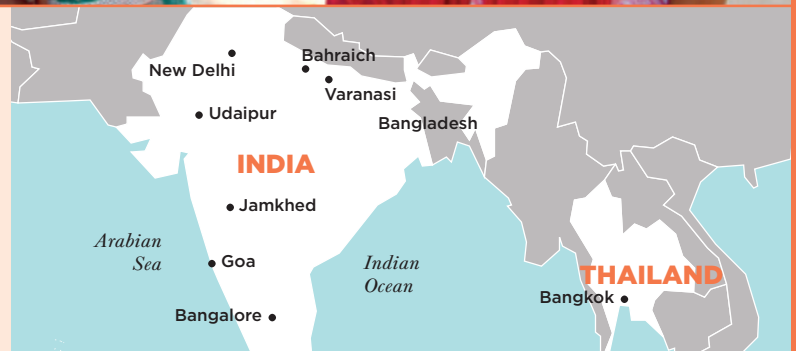 Bahraich
New Delhi
Varanasi
Udaipur
Bangladesh
INDIA
Jamkhed
Arabian
Sea
Goa
Indian
Ocean
THAILAND
Bangkok
Bangalore